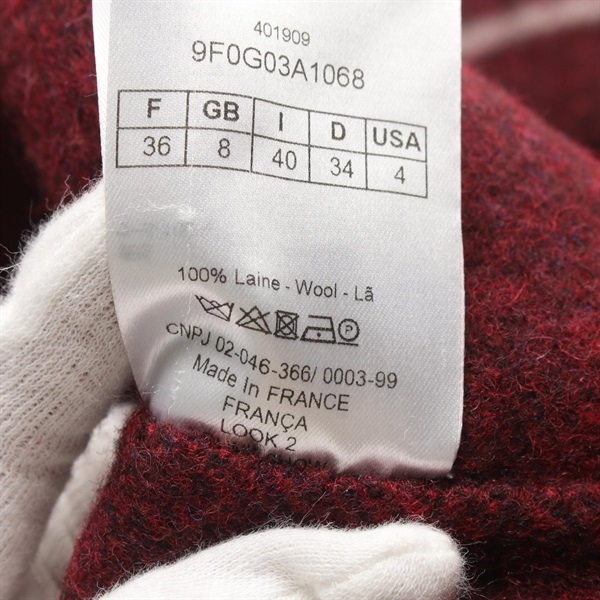 401909
9F0G03A1068
F GB I D USA
36 8 40 34 4
100% Laine - Wool - Lã
P
CNPJ 02-046-366/ 0003-99
Made In FRANCE
FRANÇA
LOOK 2